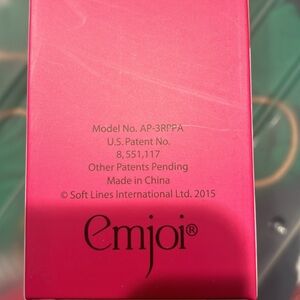 Model No. AP-3RPPA
U.S. Patent No.
8,551,117
Other Patents Pending
Made in China
© Soft Lines International Ltd. 2015
emjoi®